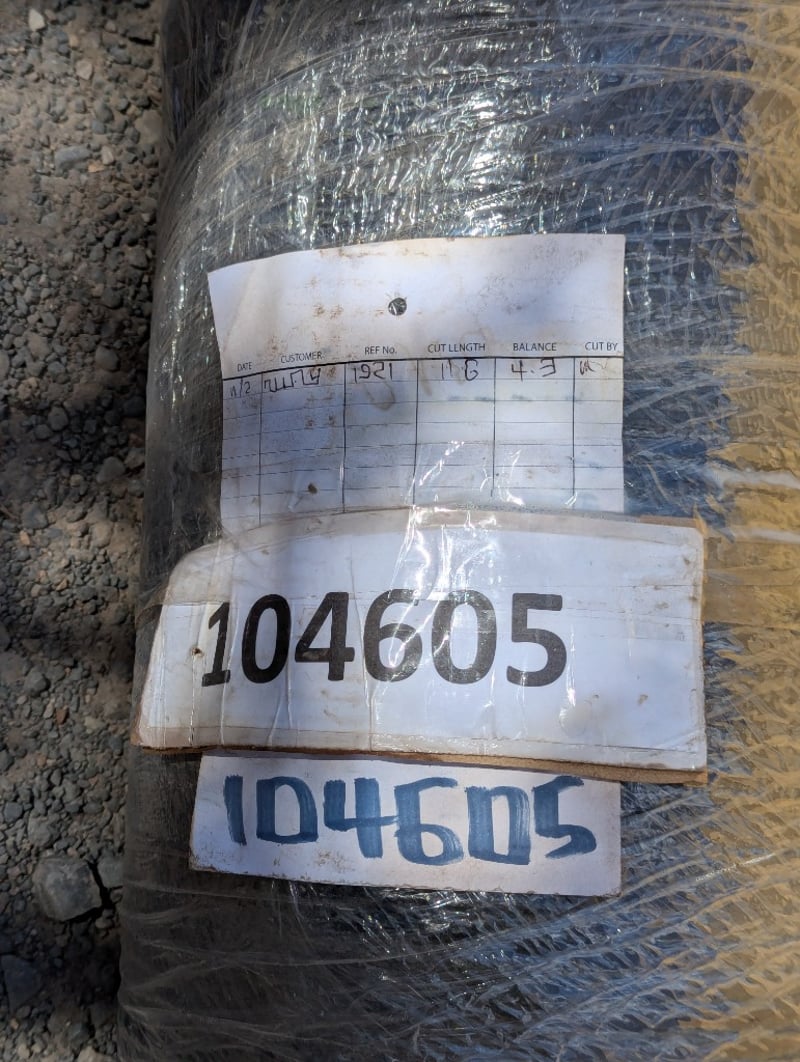 DATE CUSTOMER REF No. CUT LENGTH BALANCE CUT BY
1921 4.3
104605
104605